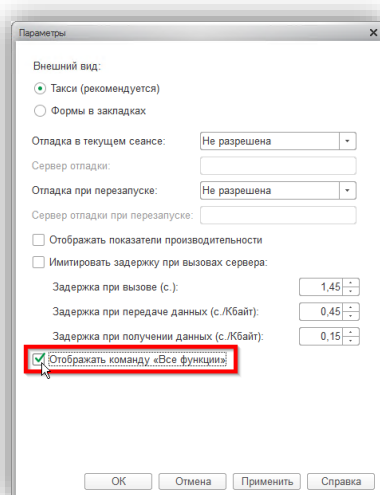 Параметры
Внешний вид:
Такси (рекомендуется)
Формы в закладках
Отладка в текущем сеансе: Не разрешена
Сервер отладки:
Отладка при перезапуске: Не разрешена
Сервер отладки при перезапуске:
Отображать показатели производительности
Имитировать задержку при вызовах сервера:
Задержка при вызове (с.): 1,45
Задержка при передаче данных (с./Кбайт): 0,45
Задержка при получении данных (с./Кбайт): 0,15
Отображать команду «Все функции»
ОК Отмена Применить Справка